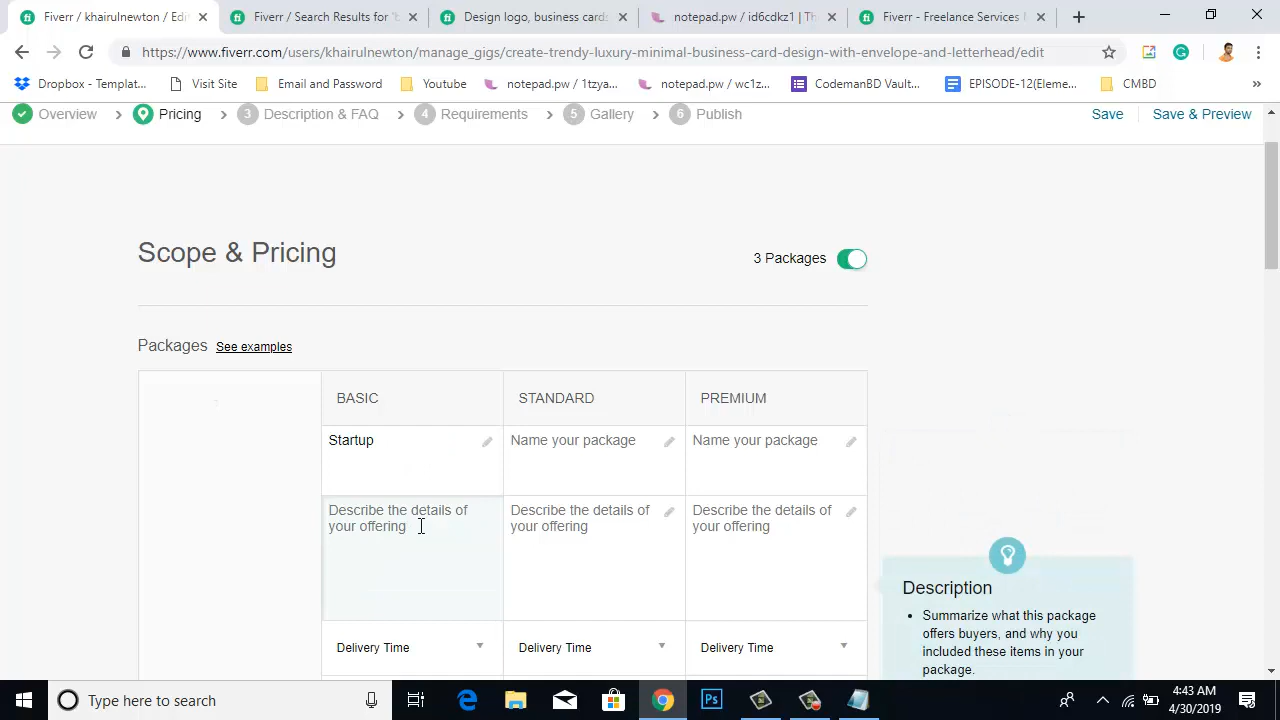 Fiverr / khairulnewton / Edi
Fiverr / Search Results for 'b
Design logo, business cards
notepad.pw / id6cdkz1 | Th
Fiverr - Freelance Services
https://www.fiverr.com/users/khairulnewton/manage_gigs/create-trendy-luxury-minimal-business-card-design-with-envelope-and-letterhead/edit
Dropbox - Templat...
Visit Site
Email and Password
Youtube
notepad.pw / 1tzya...
notepad.pw / wc1z...
CodemanBD Vault...
EPISODE-12(Eleme...
CMBD
»
Overview
Pricing
3 Description & FAQ
4 Requirements
5 Gallery
6 Publish
Save
Save & Preview
Scope & Pricing
3 Packages
Packages See examples
BASIC
STANDARD
PREMIUM
Startup
Name your package
Name your package
Describe the details of
your offering
Describe the details of
your offering
Describe the details of
your offering
Delivery Time
Delivery Time
Delivery Time
Description
• Summarize what this package
offers buyers, and why you
included these items in your
package.
Type here to search
4:43 AM
4/30/2019